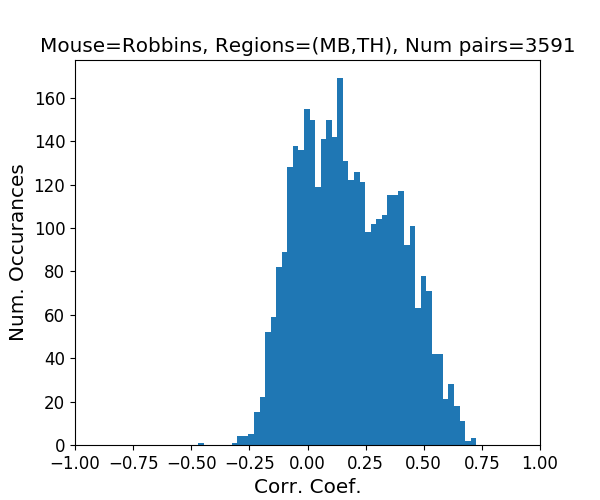 Mouse=Robbins, Regions=(MB,TH), Num pairs=3591
Num. Occurances
160
140
120
100
80
60
40
20
0
−1.00 −0.75 −0.50 −0.25 0.00 0.25 0.50 0.75 1.00
Corr. Coef.